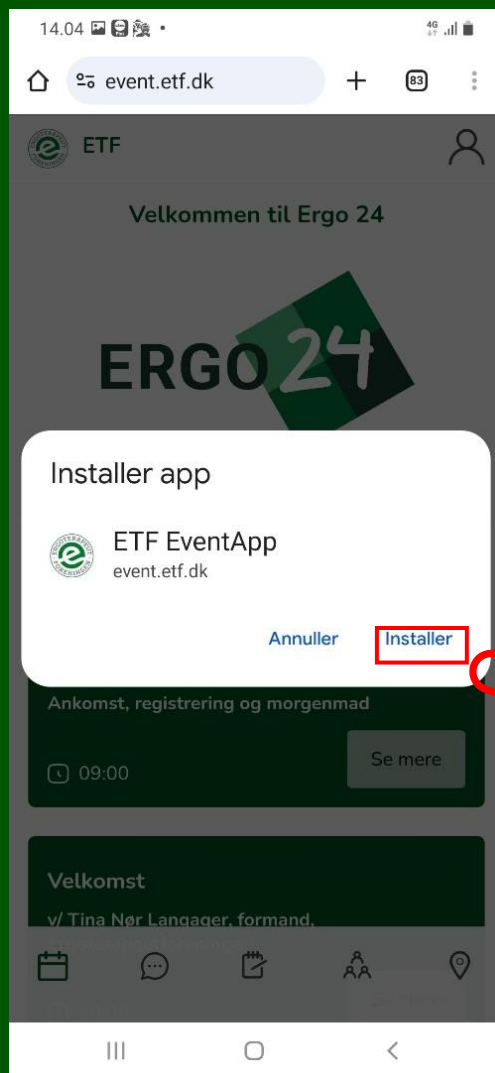 14.04
4G
event.etf.dk
83
ETF
Velkommen til Ergo 24
ERGO 24
Installer app
ETF EventApp
event.etf.dk
Annuller
Installer
Ankomst, registrering og morgenmad
09:00
Se mere
Velkomst
v/ Tina Nør Langager, formand,